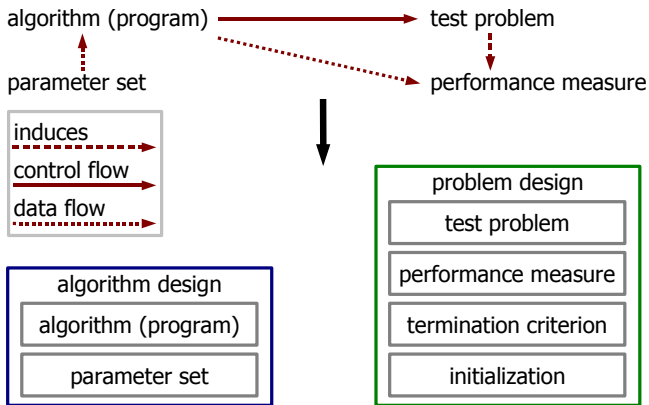 algorithm (program)
test problem
parameter set
performance measure
induces
control flow
data flow
problem design
test problem
performance measure
termination criterion
initialization
algorithm design
algorithm (program)
parameter set